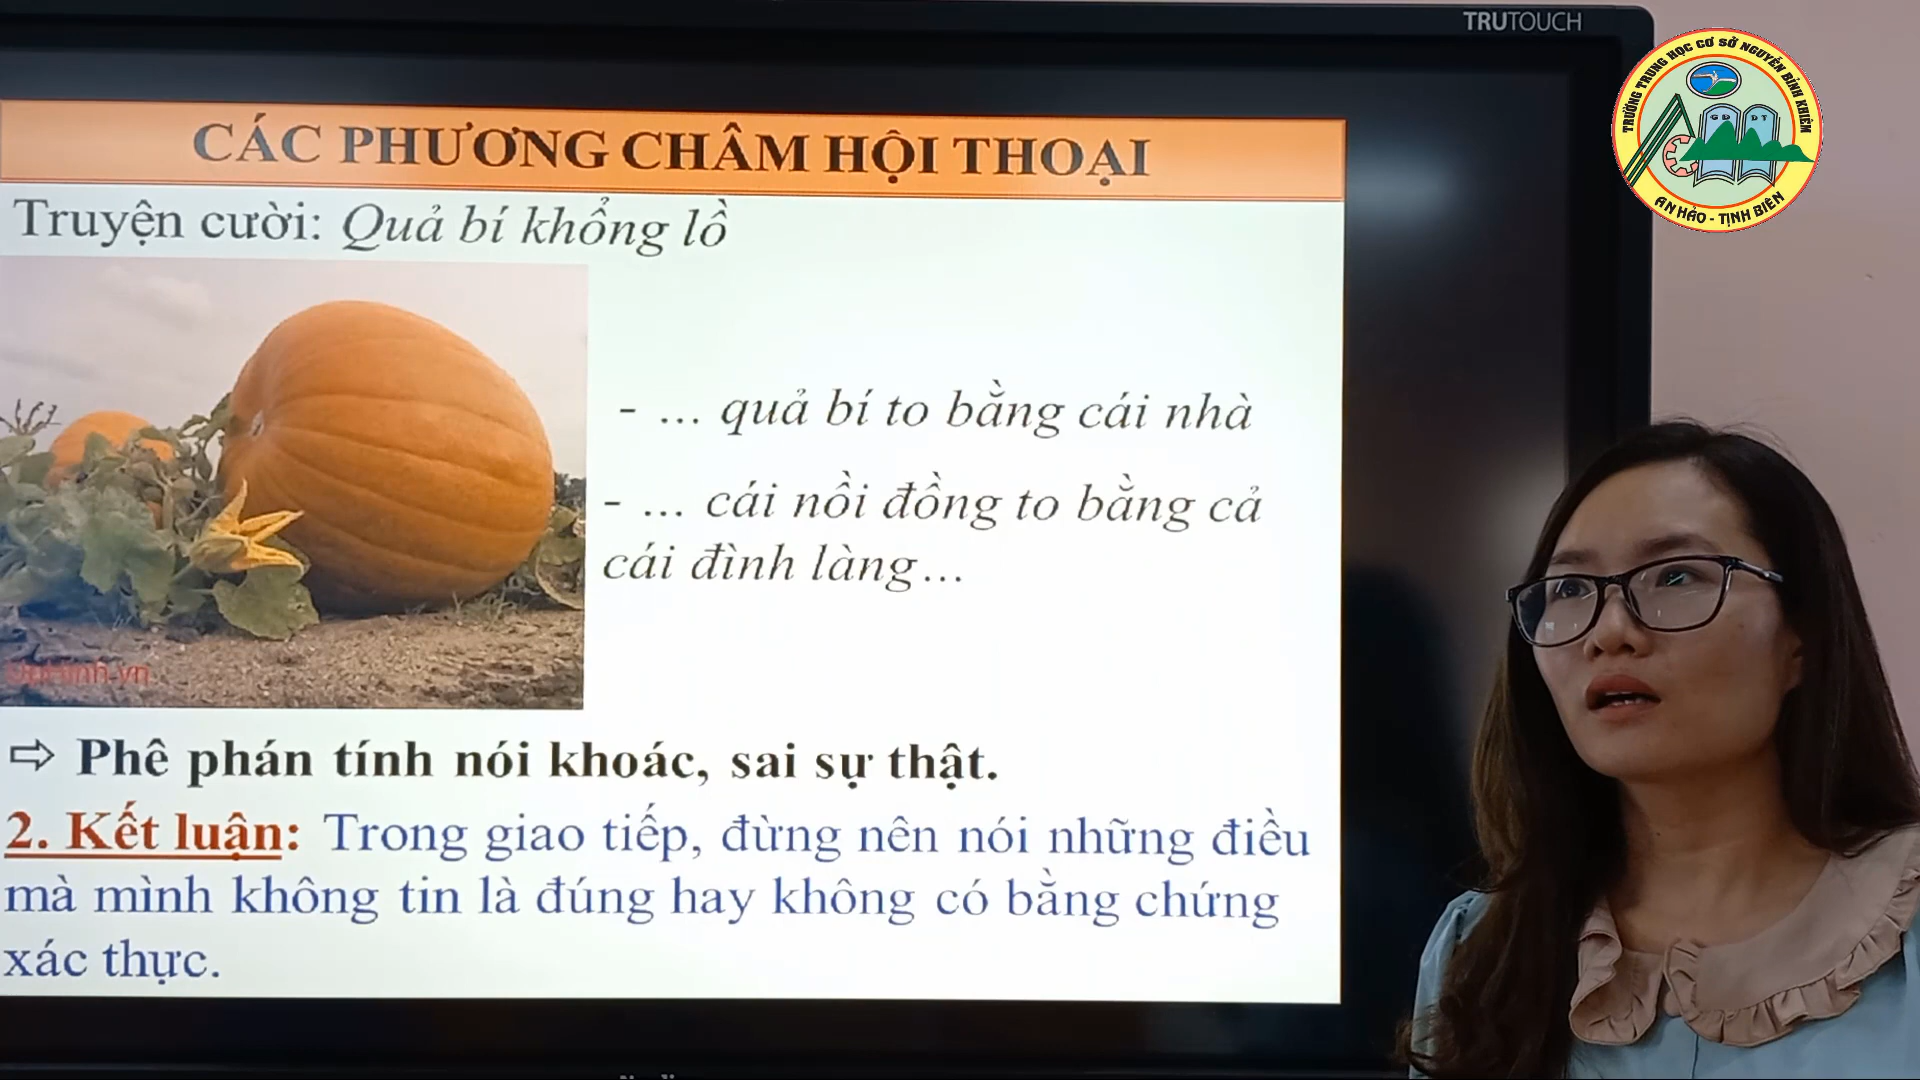 TRUTOUCH
TRƯỜNG TRUNG HỌC CƠ SỞ NGUYỄN BỈNH KHIÊM
GD DT
AN HẢO - TỊNH BIÊN
CÁC PHƯƠNG CHÂM HỘI THOẠI
Truyện cười: Quả bí khổng lồ
- ... quả bí to bằng cái nhà
- ... cái nồi đồng to bằng cả
cái đình làng...
⇨ Phê phán tính nói khoác, sai sự thật.
2. Kết luận: Trong giao tiếp, đừng nên nói những điều
mà mình không tin là đúng hay không có bằng chứng
xác thực.